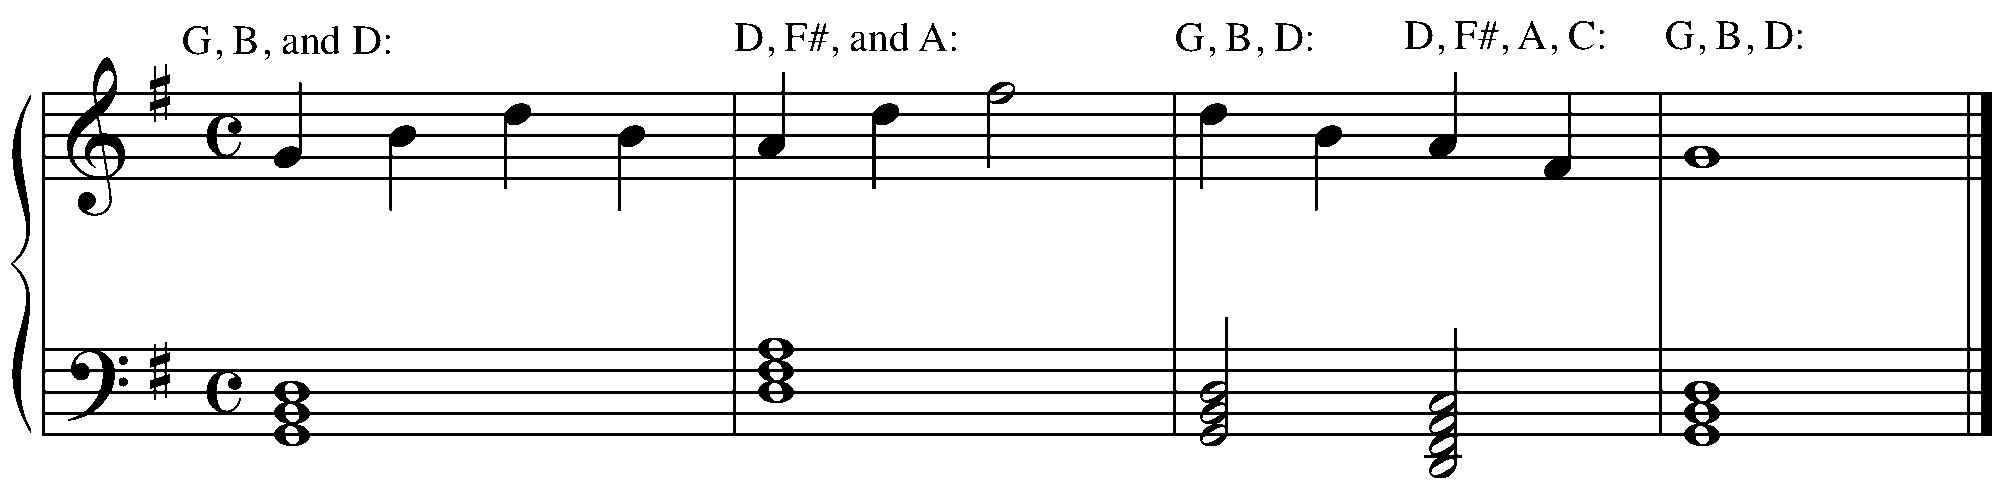 G, B, and D: D, F#, and A: G, B, D: D, F#, A, C: G, B, D: